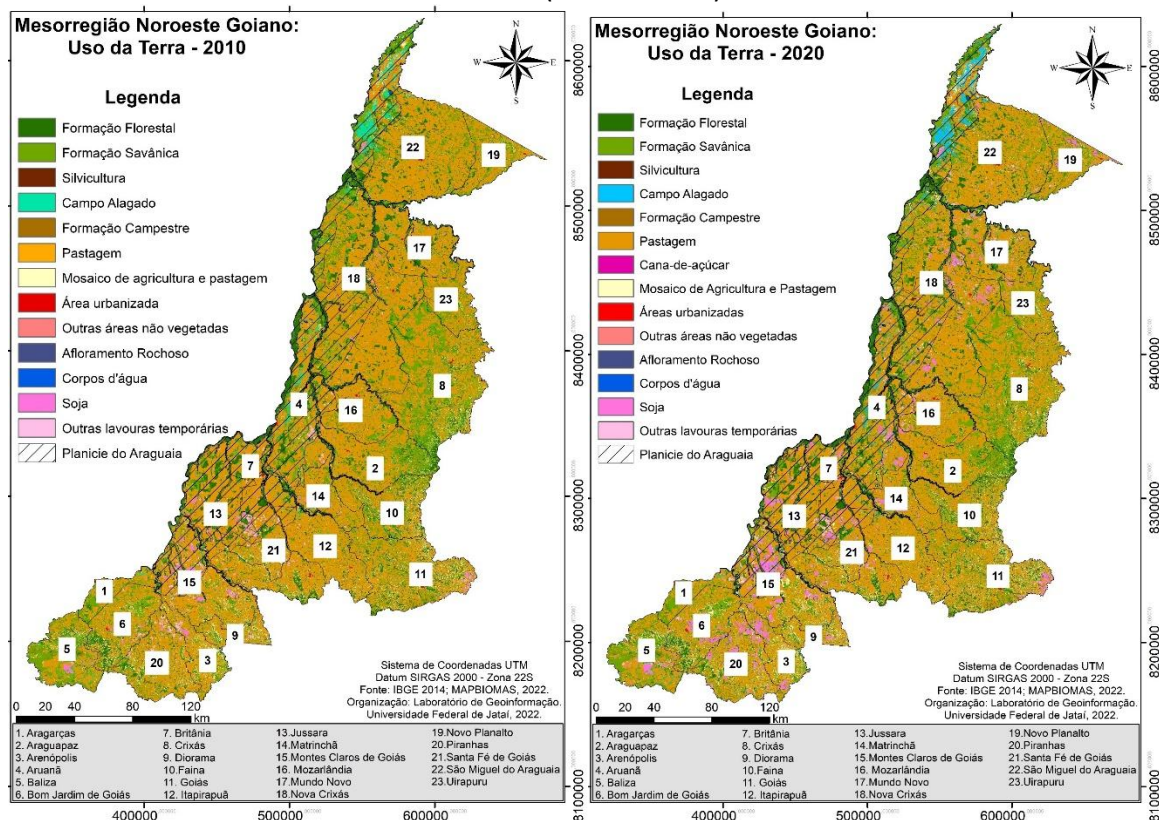 Mesorregião Noroeste Goiano:
Uso da Terra - 2010
N
W
E
S
Legenda
Formação Florestal
Formação Savânica
Silvicultura
Campo Alagado
Formação Campestre
Pastagem
Mosaico de agricultura e pastagem
Área urbanizada
Outras áreas não vegetadas
Afloramento Rochoso
Corpos d'água
Soja
Outras lavouras temporárias
Planicie do Araguaia
22
19
17
18
23
8
4
16
7
2
14
13
10
21
12
11
15
1
6
9
5
20
3
Sistema de Coordenadas UTM
Datum SIRGAS 2000 - Zona 22S
Fonte: IBGE 2014; MAPBIOMAS, 2022.
Organização: Laboratório de Geoinformação.
Universidade Federal de Jataí, 2022.
0 20 40 80 120
km
1. Aragarças 7. Britânia 13.Jussara 19.Novo Planalto
2. Araguapaz 8. Crixás 14.Matrinchã 20.Piranhas
3. Arenópolis 9. Diorama 15.Montes Claros de Goiás 21.Santa Fé de Goiás
4. Aruanã 10.Faina 16. Mozarlândia 22.São Miguel do Araguaia
5. Baliza 11. Goiás 17.Mundo Novo 23.Uirapuru
6. Bom Jardim de Goiás 12. Itapirapuã 18.Nova Crixás
400000 500000 600000
8600000
8500000
8400000
8300000
8200000
8100000
Mesorregião Noroeste Goiano:
Uso da Terra - 2020
N
W
E
S
Legenda
Formação Florestal
Formação Savânica
Silvicultura
Campo Alagado
Formação Campestre
Pastagem
Cana-de-açúcar
Mosaico de Agricultura e Pastagem
Áreas urbanizadas
Outras áreas não vegetadas
Afloramento Rochoso
Corpos d'água
Soja
Outras lavouras temporárias
Planicie do Araguaia
22
19
17
18
23
8
4
16
7
2
14
13
10
21
12
11
15
1
6
9
5
20
3
Sistema de Coordenadas UTM
Datum SIRGAS 2000 - Zona 22S
Fonte: IBGE 2014; MAPBIOMAS, 2022.
Organização: Laboratório de Geoinformação.
Universidade Federal de Jataí, 2022.
0 20 40 80 120
km
1. Aragarças 7. Britânia 13.Jussara 19.Novo Planalto
2. Araguapaz 8. Crixás 14.Matrinchã 20.Piranhas
3. Arenópolis 9. Diorama 15.Montes Claros de Goiás 21.Santa Fé de Goiás
4. Aruanã 10.Faina 16. Mozarlândia 22.São Miguel do Araguaia
5. Baliza 11. Goiás 17.Mundo Novo 23.Uirapuru
6. Bom Jardim de Goiás 12. Itapirapuã 18.Nova Crixás
400000 500000 600000
8600000
8500000
8400000
8300000
8200000
8100000